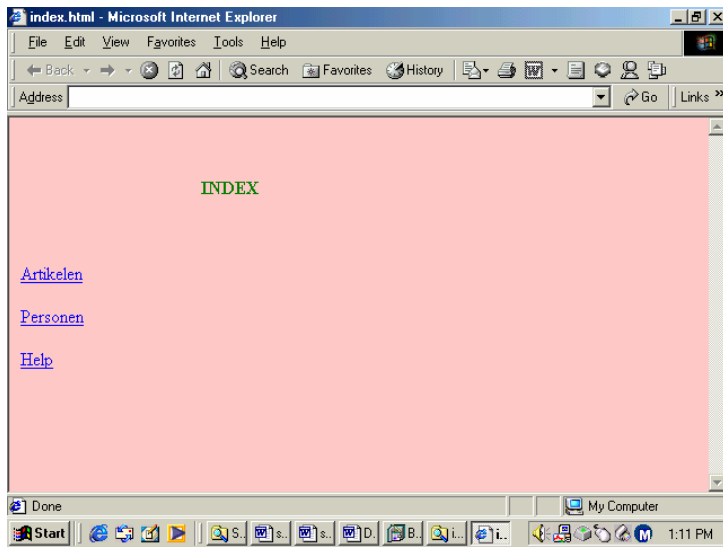 index.html - Microsoft Internet Explorer
File Edit View Favorites Tools Help
Back Search Favorites History
Address Go Links »
INDEX
Artikelen
Personen
Help
Done My Computer
Start S.. s.. s.. D. B.. i... i.. M 1:11 PM